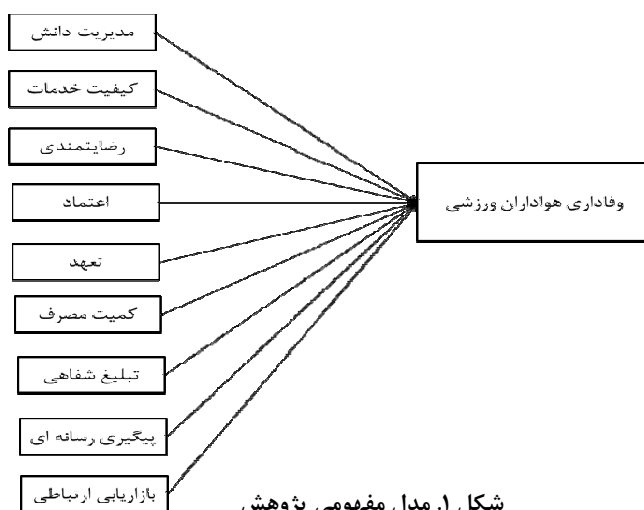 مدیریت دانش
کیفیت خدمات
رضایتمندی
اعتماد
تعهد
کمیت مصرف
تبلیغ شفاهی
پیگیری رسانه ای
بازاریابی ارتباطی
وفاداری هواداران ورزشی
شکل ۱. مدل مفهومی پژوهش